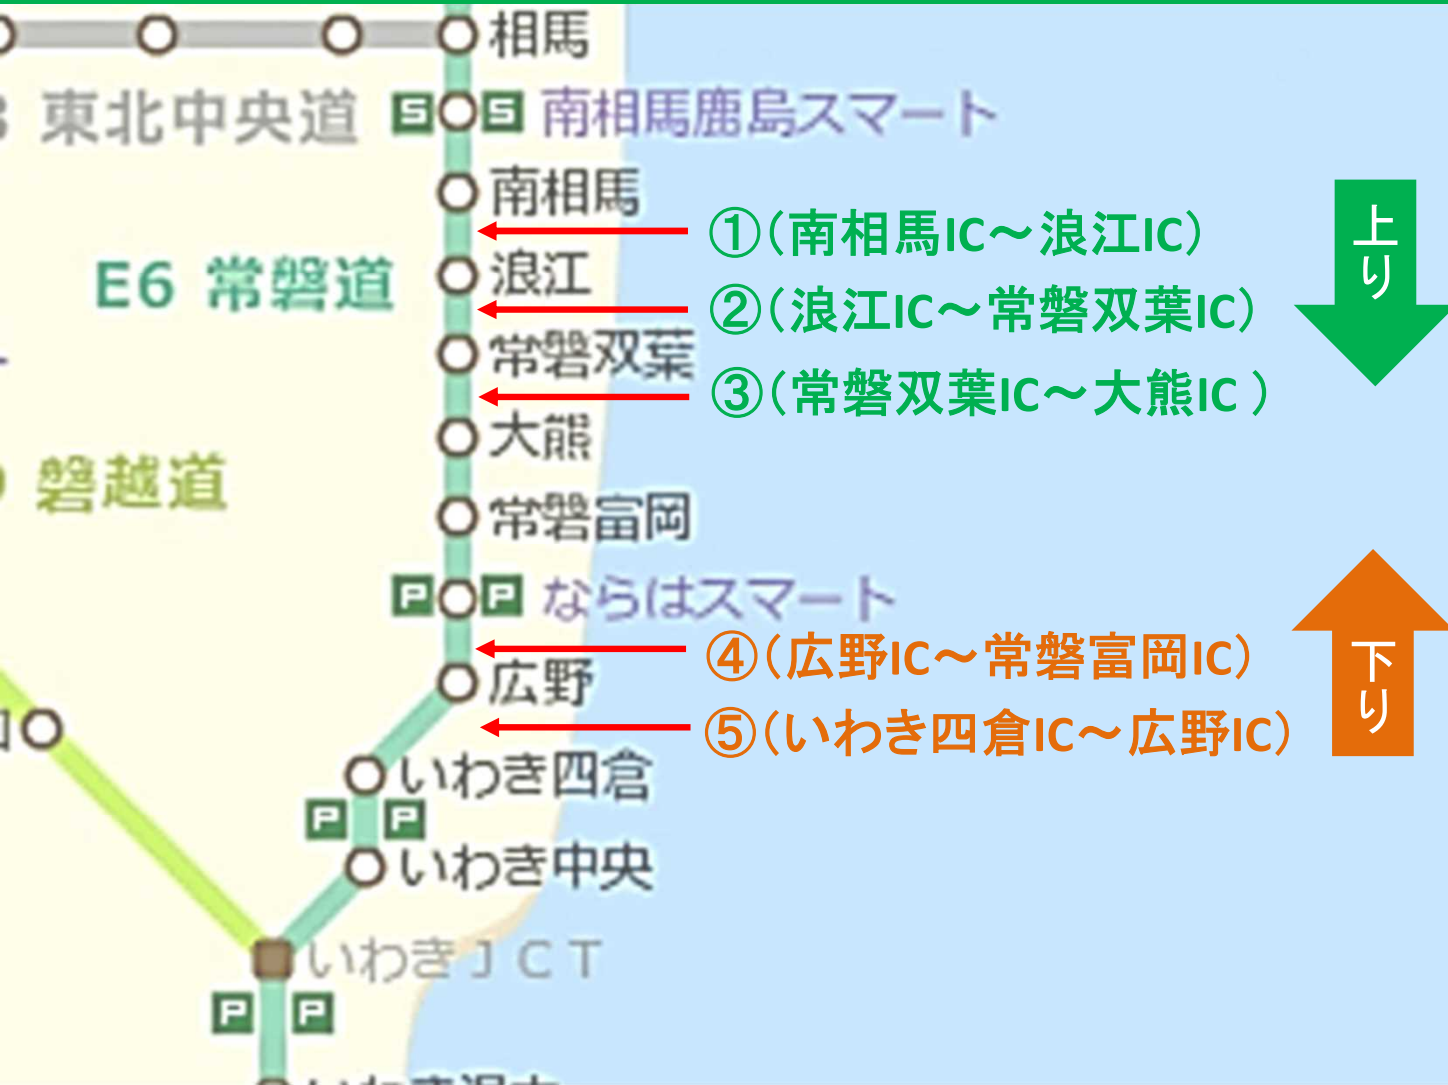 相馬
東北中央道
S S 南相馬鹿島スマート
南相馬
①(南相馬IC～浪江IC)
上り
E6 常磐道
浪江
②(浪江IC～常磐双葉IC)
常磐双葉
③(常磐双葉IC～大熊IC )
大熊
磐越道
常磐富岡
P P ならはスマート
④(広野IC～常磐富岡IC)
下り
広野
⑤(いわき四倉IC～広野IC)
いわき四倉
P P
いわき中央
いわきJCT
P P